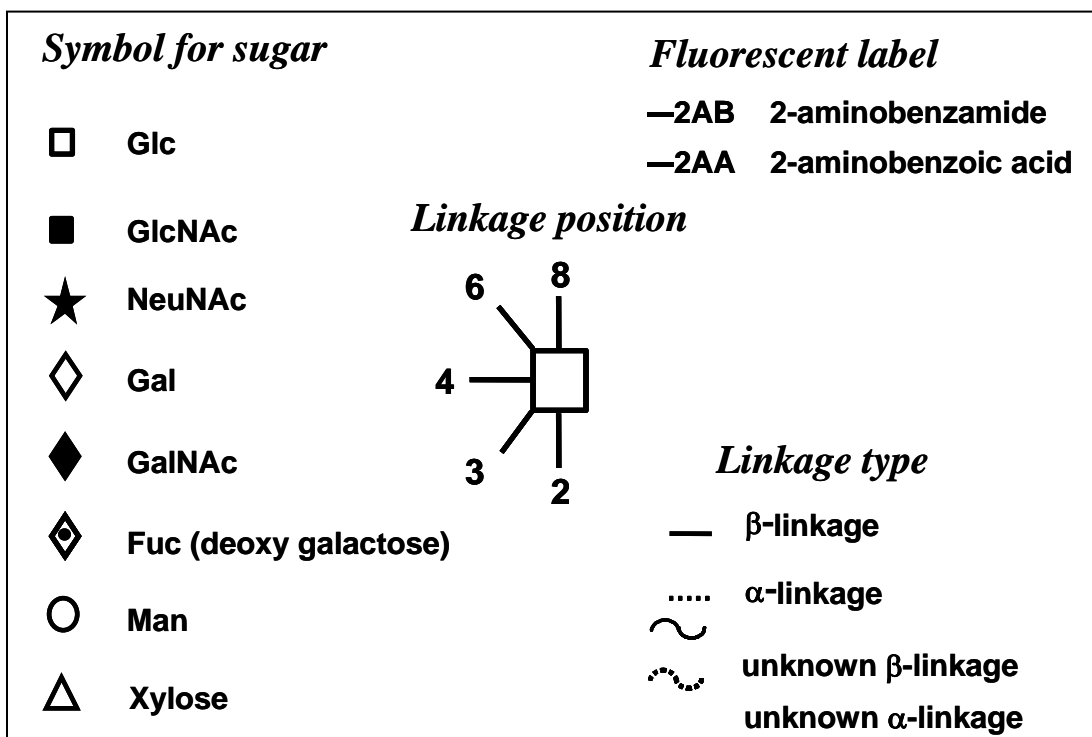 Symbol for sugar
Glc
GlcNAc
NeuNAc
Gal
GalNAc
Fuc (deoxy galactose)
Man
Xylose
Fluorescent label
—2AB 2-aminobenzamide
—2AA 2-aminobenzoic acid
Linkage position
6
8
4
3
2
Linkage type
β-linkage
α-linkage
unknown β-linkage
unknown α-linkage